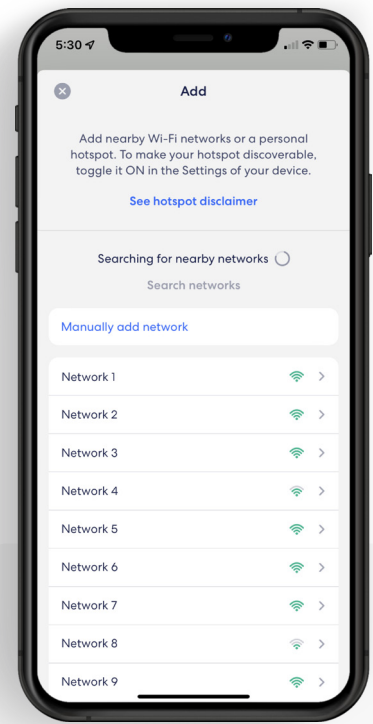 5:30
Add
Add nearby Wi-Fi networks or a personal
hotspot. To make your hotspot discoverable,
toggle it ON in the Settings of your device.
See hotspot disclaimer
Searching for nearby networks
Search networks
Manually add network
Network 1
Network 2
Network 3
Network 4
Network 5
Network 6
Network 7
Network 8
Network 9